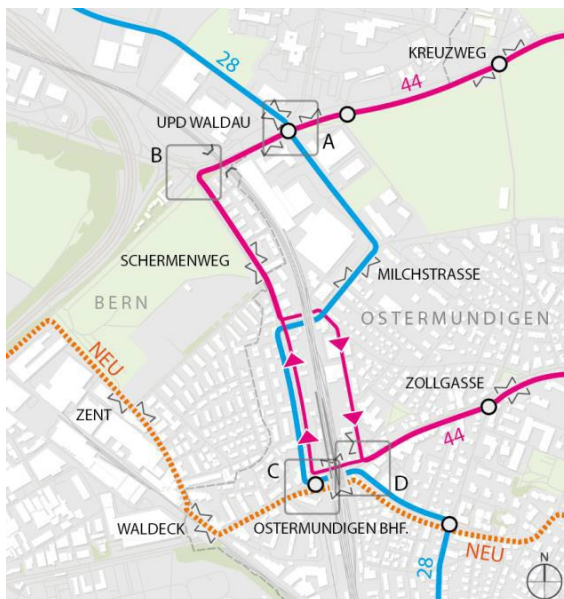 28
KREUZWEG
44
UPD WALDAU
A
B
SCHERMENWEG
MILCHSTRASSE
BERN
OSTERMUNDIGEN
NEU
ZOLLGASSE
ZENT
44
C
D
WALDECK
OSTERMUNDIGEN BHF.
NEU
28
N